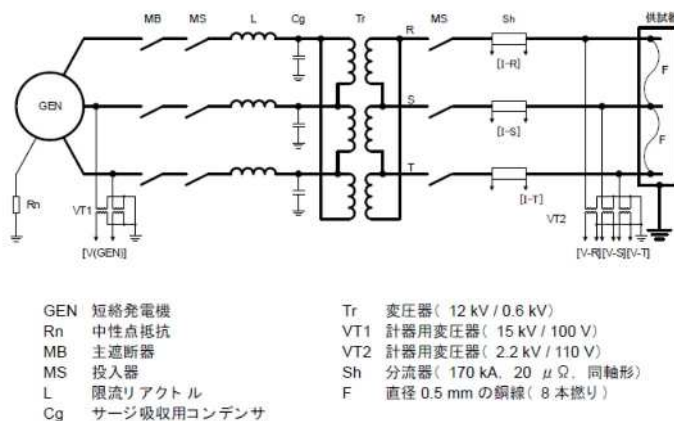 MB MS L Cg Tr MS Sh 供試器
R
[I-R]
F
GEN
S
[I-S]
F
T
[I-T]
Rn
VT1
VT2
[V(GEN)]
[V-R][V-S][V-T]
GEN 短絡発電機
Rn 中性点抵抗
MB 主遮断器
MS 投入器
L 限流リアクトル
Cg サージ吸収用コンデンサ
Tr 変圧器( 12 kV / 0.6 kV)
VT1 計器用変圧器( 15 kV / 100 V)
VT2 計器用変圧器( 2.2 kV / 110 V)
Sh 分流器( 170 kA, 20 μΩ, 同軸形)
F 直径 0.5 mm の銅線( 8 本撚り)